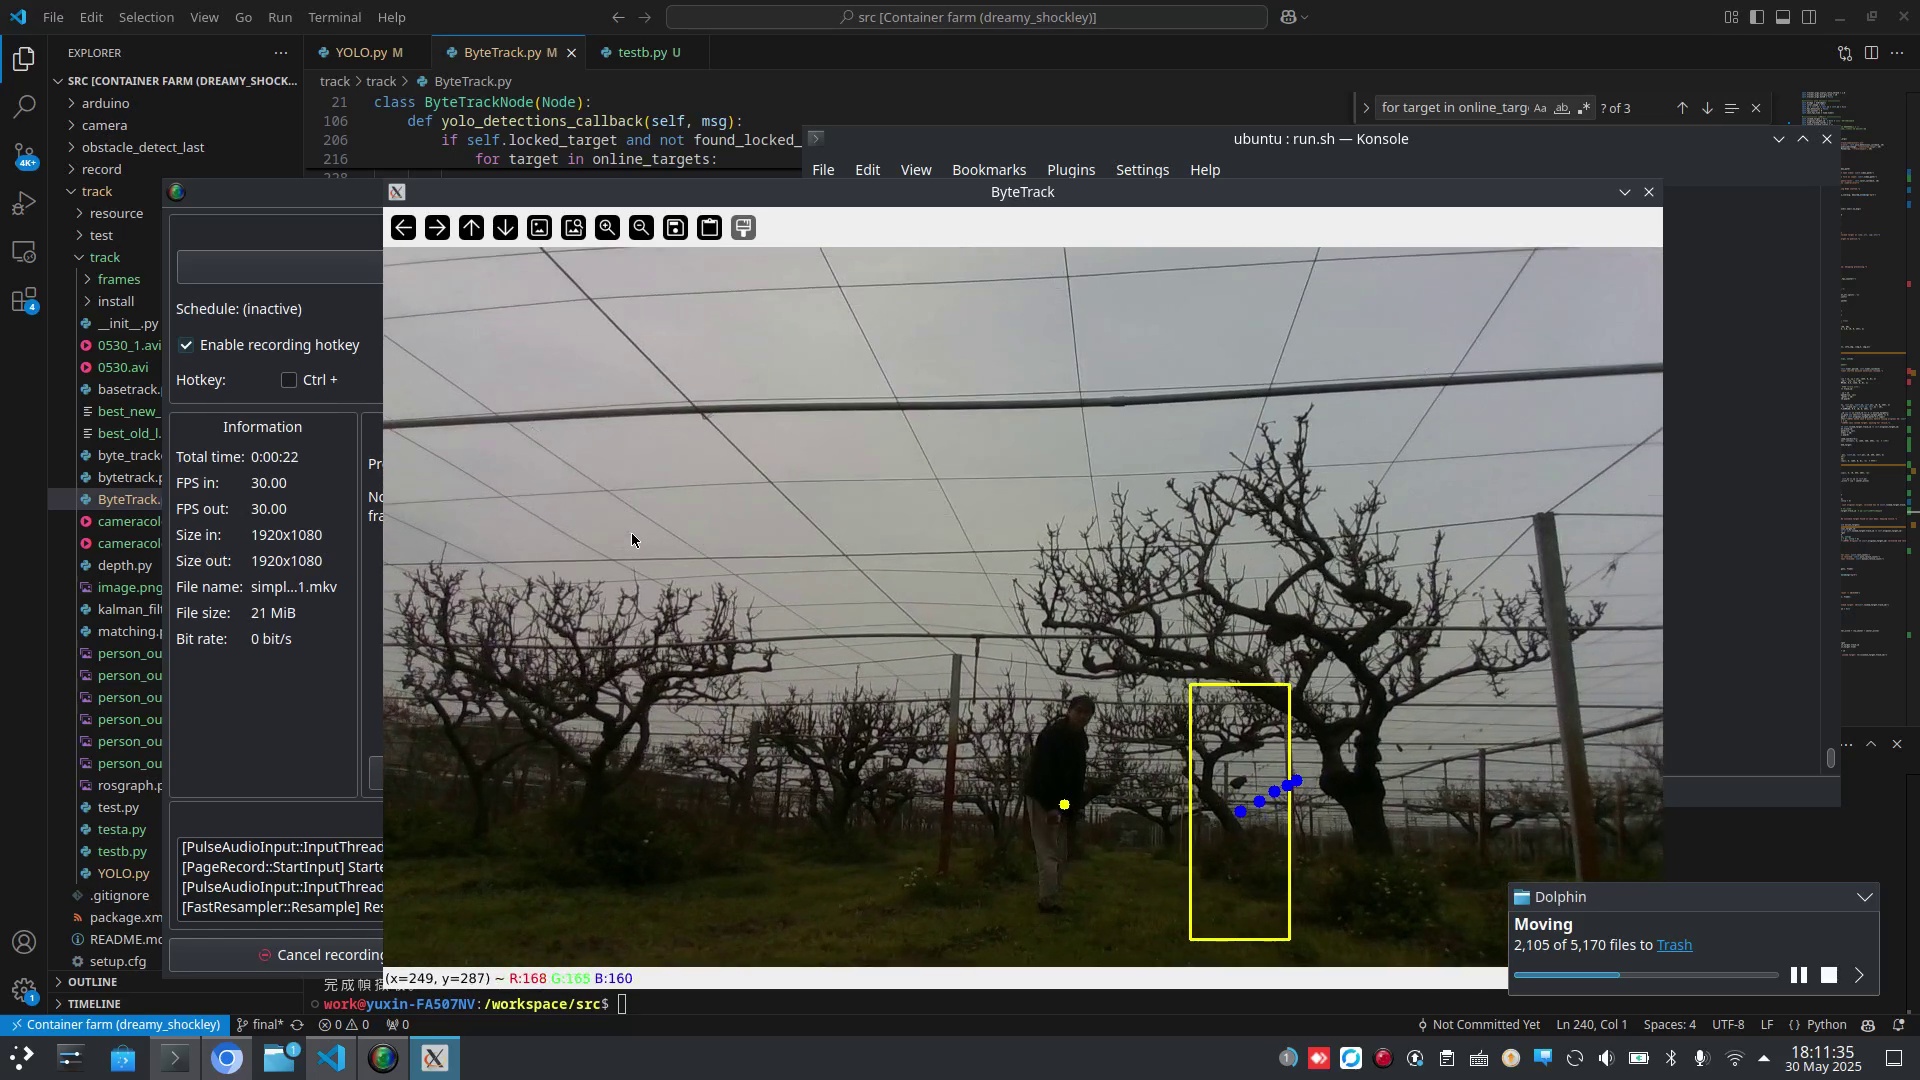 File Edit Selection View Go Run Terminal Help
src [Container farm (dreamy_shockley)]
EXPLORER
YOLO.py M
ByteTrack.py M
testb.py U
SRC [CONTAINER FARM (DREAMY_SHOCK...
track > track > ByteTrack.py
21 class ByteTrackNode(Node):
106 def yolo_detections_callback(self, msg):
206 if self.locked_target and not found_locked_
216 for target in online_targets:
for target in online_targ
Aa ab ? of 3
arduino
camera
obstacle_detect_last
record
track
resource
test
track
frames
install
__init__.py
0530_1.avi
0530.avi
basetrack.
best_new_
best_old_l.
byte_track
bytetrack.p
ByteTrack.
cameracol
cameracol
depth.py
image.png
kalman_filt
matching.p
person_ou
person_ou
person_ou
person_ou
person_ou
person_ou
rosgraph.p
test.py
testa.py
testb.py
YOLO.py
.gitignore
package.xm
README.md
setup.cfg
OUTLINE
TIMELINE
4K+
4
1
ubuntu : run.sh — Konsole
File Edit View Bookmarks Plugins Settings Help
ByteTrack
Schedule: (inactive)
Enable recording hotkey
Hotkey: Ctrl +
Information
Total time: 0:00:22
FPS in: 30.00
FPS out: 30.00
Size in: 1920x1080
Size out: 1920x1080
File name: simpl...1.mkv
File size: 21 MiB
Bit rate: 0 bit/s
Pr
No
fra
[PulseAudioInput::InputThread
[PageRecord::StartInput] Starte
[PulseAudioInput::InputThread
[FastResampler::Resample] Res
Cancel recording
(x=249, y=287) ~ R:168 G:165 B:160
work@yuxin-FA507NV:/workspace/src$
Dolphin
Moving
2,105 of 5,170 files to Trash
Container farm (dreamy_shockley)
final*
0 0
0
Not Committed Yet
Ln 240, Col 1
Spaces: 4
UTF-8
LF
{} Python
1
1
18:11:35
30 May 2025